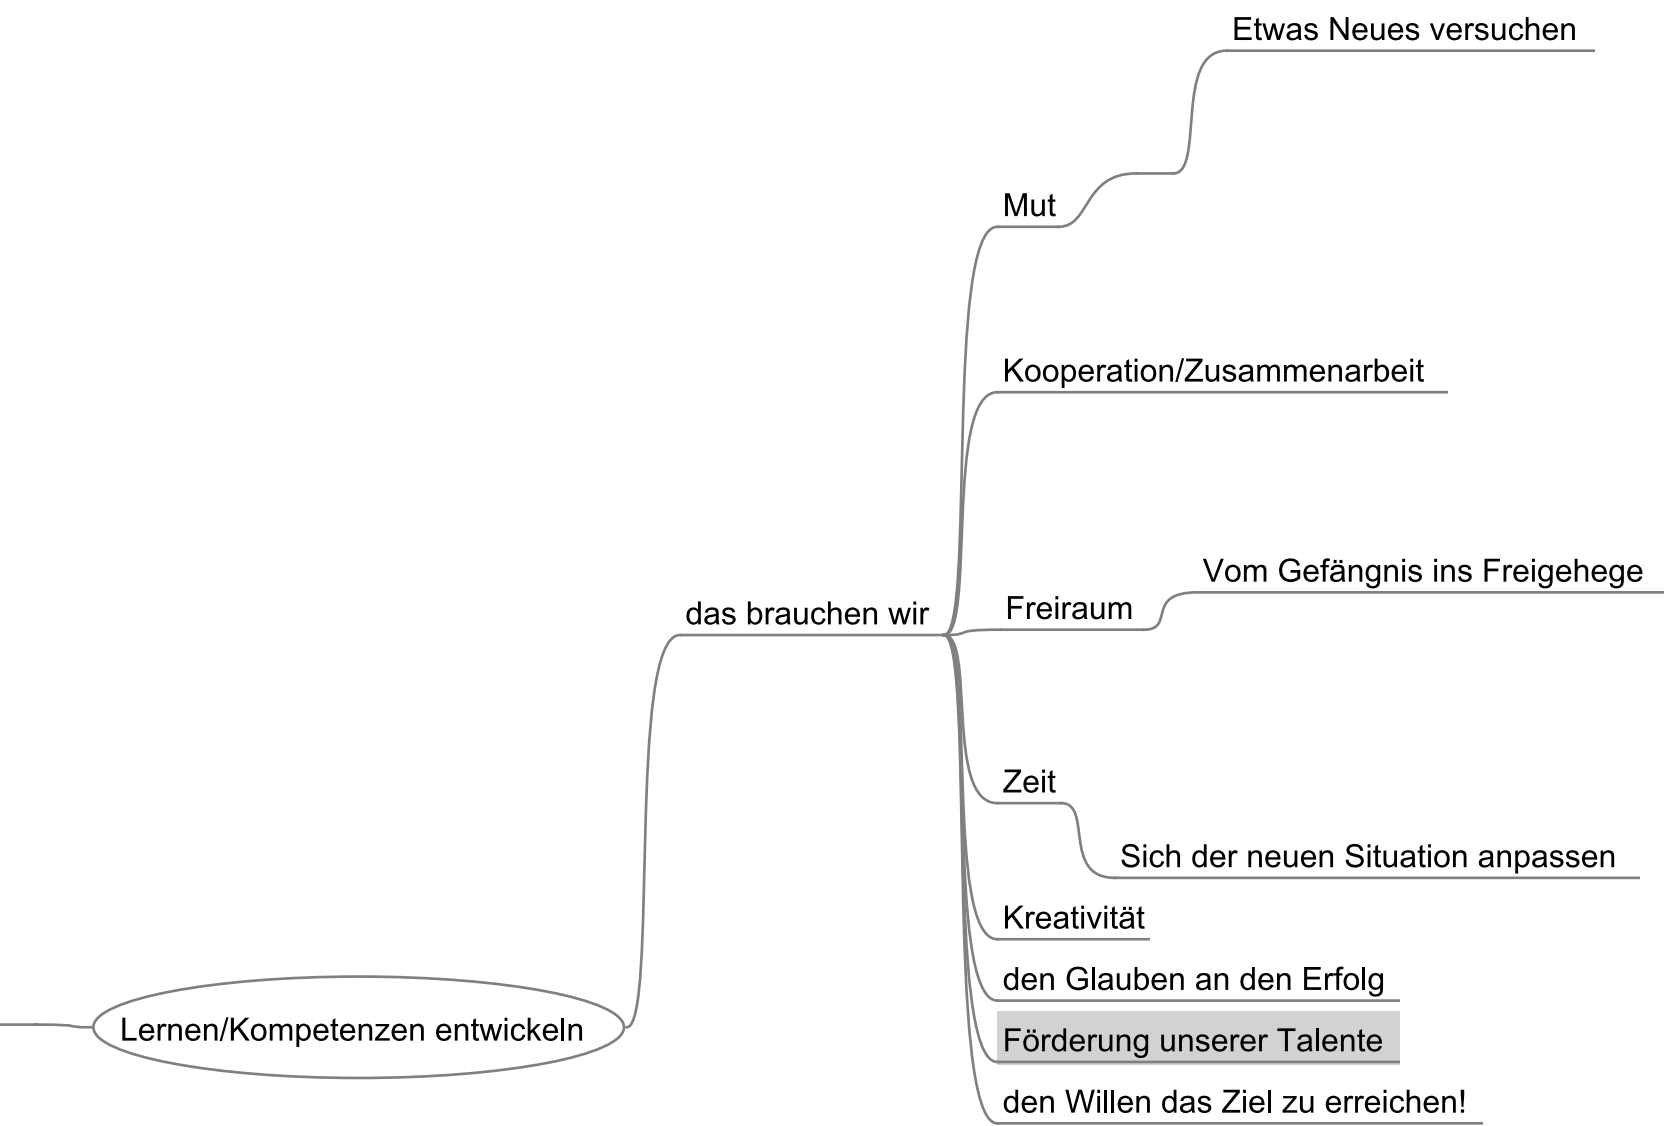 Etwas Neues versuchen
Mut
Kooperation/Zusammenarbeit
Vom Gefängnis ins Freigehege
Freiraum
das brauchen wir
Zeit
Sich der neuen Situation anpassen
Kreativität
den Glauben an den Erfolg
Lernen/Kompetenzen entwickeln
Förderung unserer Talente
den Willen das Ziel zu erreichen!